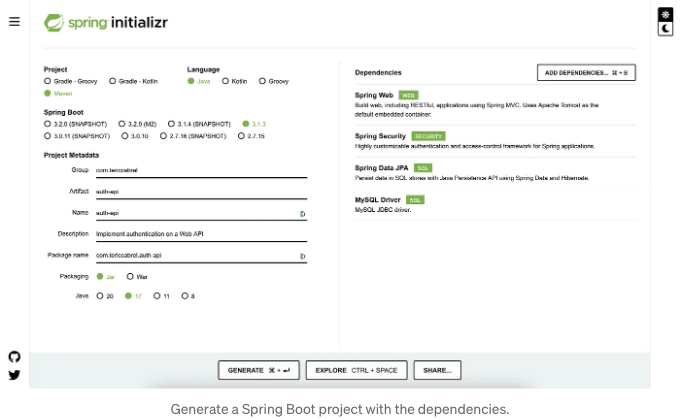 spring initializr
Project
Gradle - Groovy Gradle - Kotlin
Maven
Language
Java Kotlin Groovy
Spring Boot
3.2.0 (SNAPSHOT) 3.2.0 (M2) 3.1.4 (SNAPSHOT) 3.1.3
3.0.11 (SNAPSHOT) 3.0.10 2.7.16 (SNAPSHOT) 2.7.15
Project Metadata
Group com.tericcabrel
Artifact auth-api
Name auth-api
Description Implement authentication on a Web API
Package name com.tericcabrel.auth-api
Packaging Jar War
Java 20 17 11 8
Dependencies
ADD DEPENDENCIES... ⌘ + B
Spring Web WEB
Build web, including RESTful, applications using Spring MVC. Uses Apache Tomcat as the
default embedded container.
Spring Security SECURITY
Highly customizable authentication and access-control framework for Spring applications.
Spring Data JPA SQL
Persist data in SQL stores with Java Persistence API using Spring Data and Hibernate.
MySQL Driver SQL
MySQL JDBC driver.
GENERATE ⌘ + ⏎
EXPLORE CTRL + SPACE
SHARE...
Generate a Spring Boot project with the dependencies.